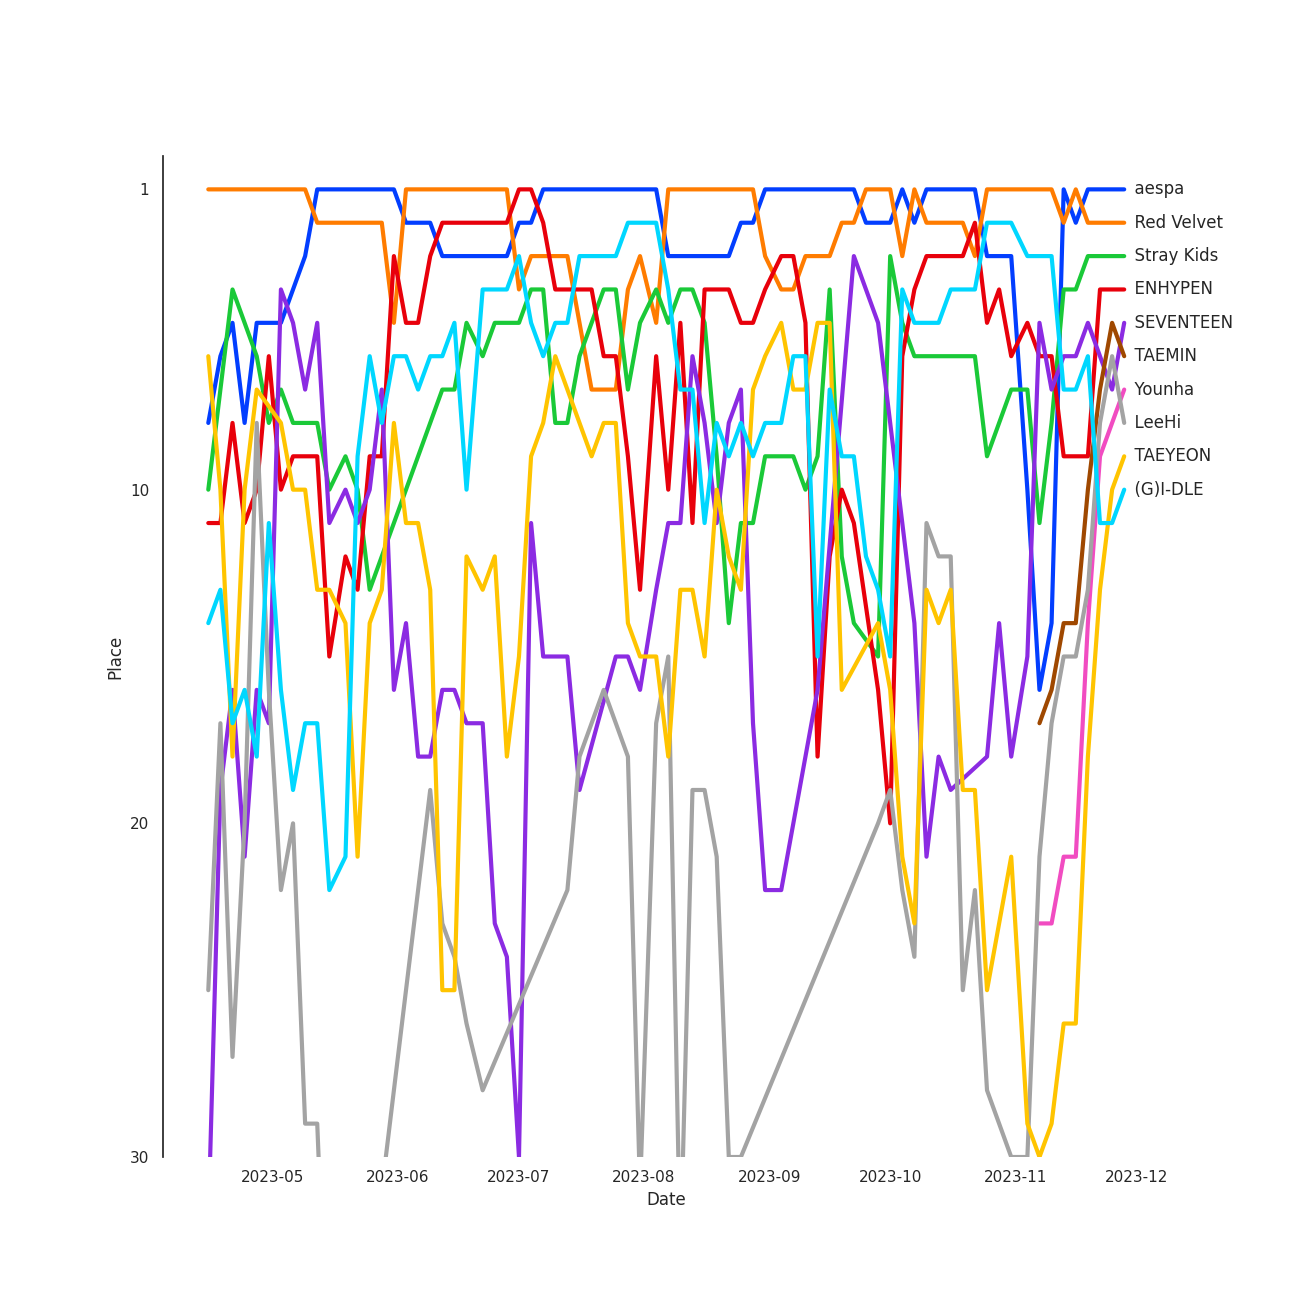 1
10
20
30
Place
2023-05
2023-06
2023-07
2023-08
2023-09
2023-10
2023-11
2023-12
Date
aespa
Red Velvet
Stray Kids
ENHYPEN
SEVENTEEN
TAEMIN
Younha
LeeHi
TAEYEON
(G)I-DLE